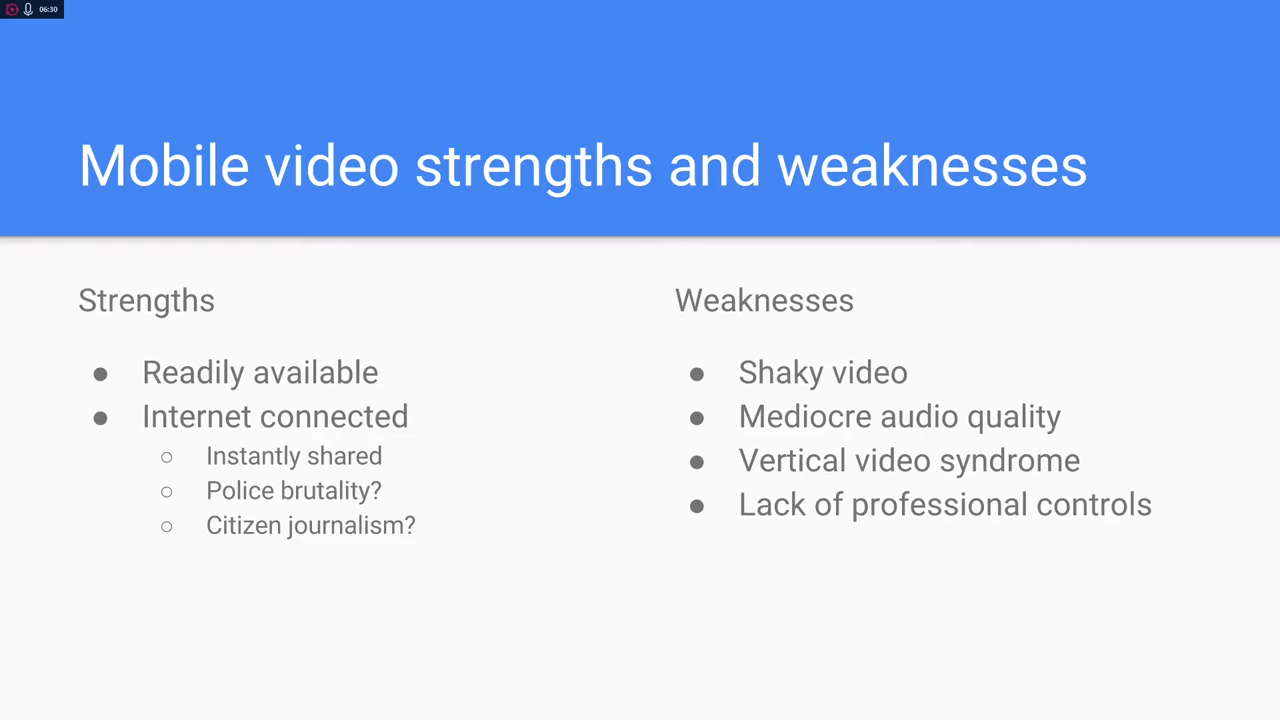 06:30
Mobile video strengths and weaknesses
Strengths
● Readily available
● Internet connected
○ Instantly shared
○ Police brutality?
○ Citizen journalism?
Weaknesses
● Shaky video
● Mediocre audio quality
● Vertical video syndrome
● Lack of professional controls